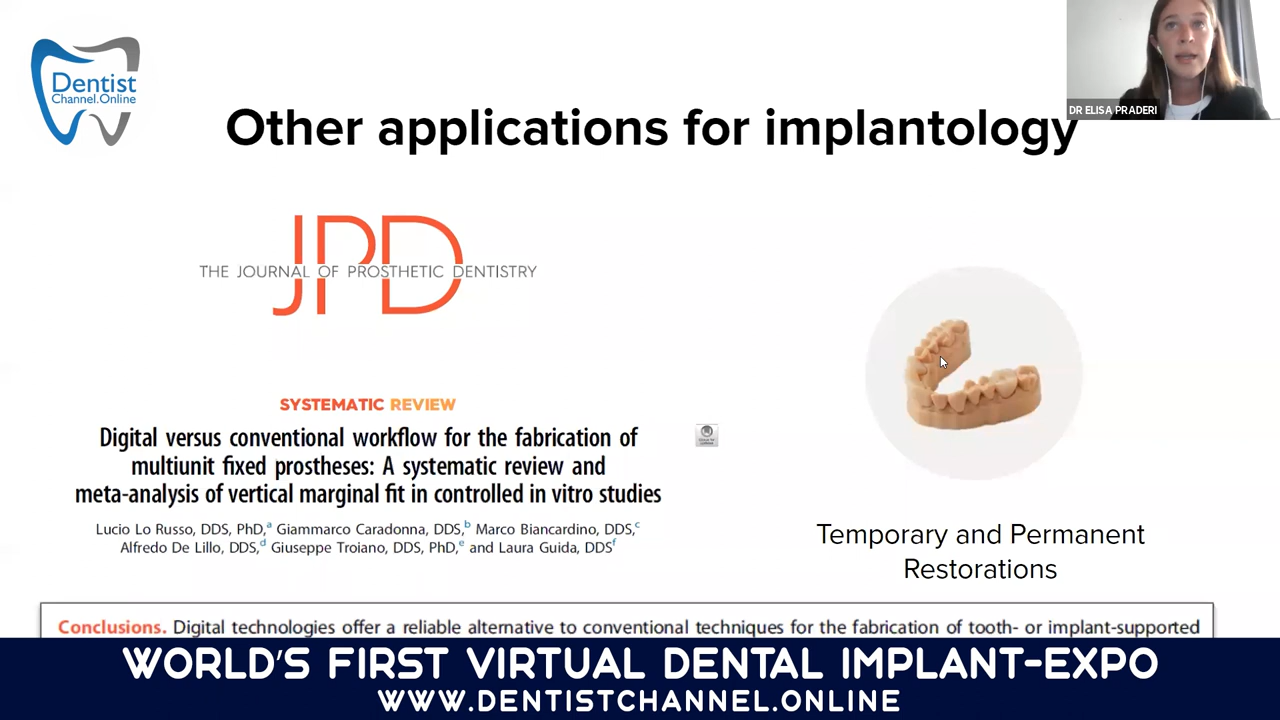 Dentist
Channel.Online
DR ELISA PRADERI
Other applications for implantology
JPD
THE JOURNAL OF PROSTHETIC DENTISTRY
SYSTEMATIC REVIEW
Digital versus conventional workflow for the fabrication of
multiunit fixed prostheses: A systematic review and
meta-analysis of vertical marginal fit in controlled in vitro studies
Lucio Lo Russo, DDS, PhD,a Giammarco Caradonna, DDS,b Marco Biancardino, DDS,c
Alfredo De Lillo, DDS,d Giuseppe Troiano, DDS, PhD,e and Laura Guida, DDSf
Temporary and Permanent
Restorations
Conclusions. Digital technologies offer a reliable alternative to conventional techniques for the fabrication of tooth- or implant-supported
WORLD'S FIRST VIRTUAL DENTAL IMPLANT-EXPO
WWW.DENTISTCHANNEL.ONLINE